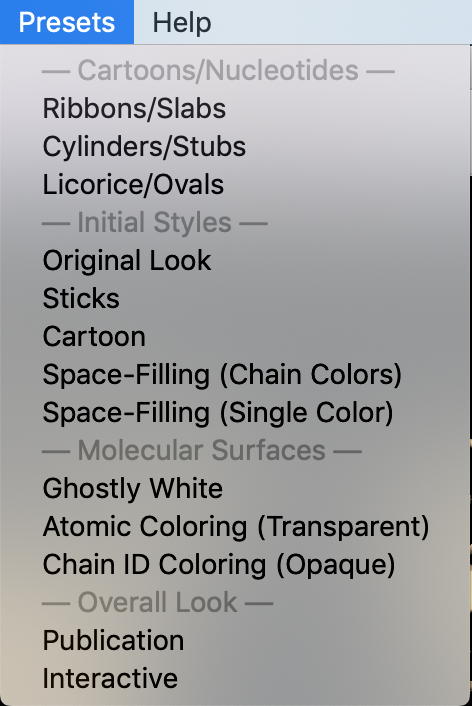 Presets Help
— Cartoons/Nucleotides —
Ribbons/Slabs
Cylinders/Stubs
Licorice/Ovals
— Initial Styles —
Original Look
Sticks
Cartoon
Space-Filling (Chain Colors)
Space-Filling (Single Color)
— Molecular Surfaces —
Ghostly White
Atomic Coloring (Transparent)
Chain ID Coloring (Opaque)
— Overall Look —
Publication
Interactive